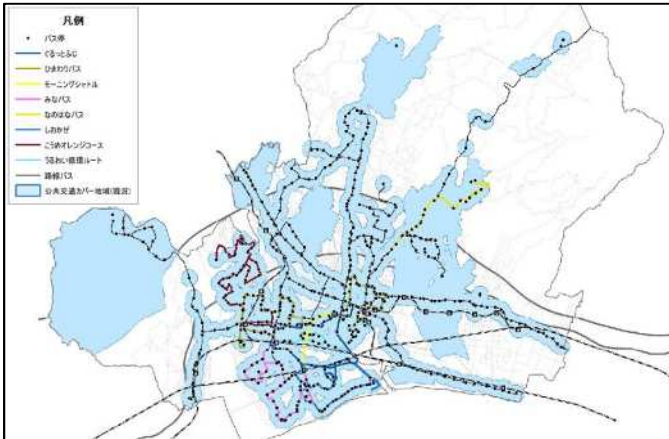 凡例
バス停
ぐるっとふじ
ひまわりバス
モーニングシャトル
みなバス
なのはなバス
しおかぜ
こうめオレンジコース
うるおい循環ルート
路線バス
公共交通カバー地域(現況)